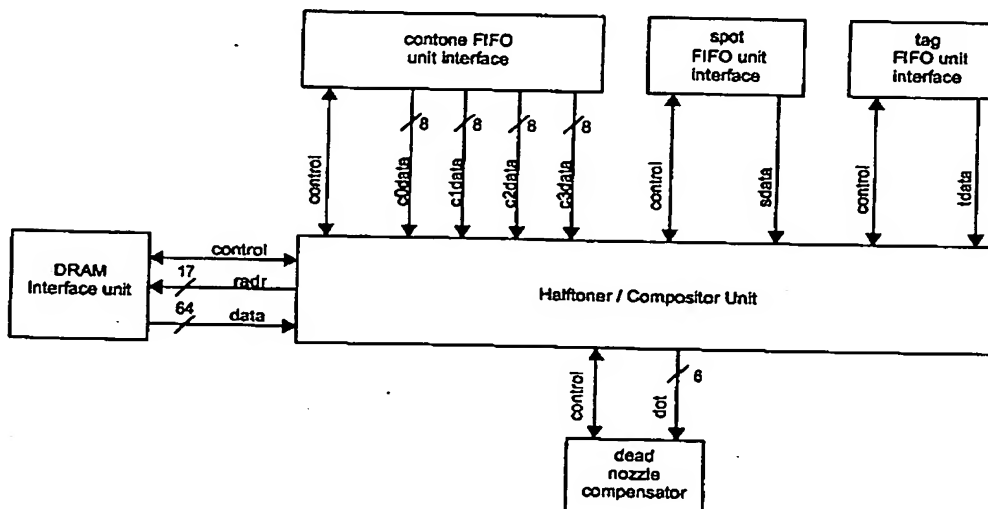 contone FIFO
unit interface
spot
FIFO unit
interface
tag
FIFO unit
interface
8
8
8
8
control
c0data
c1data
c2data
c3data
control
sdata
control
tdata
DRAM
Interface unit
control
17
radr
64
data
Halftoner / Compositor Unit
control
dot
6
dead
nozzle
compensator